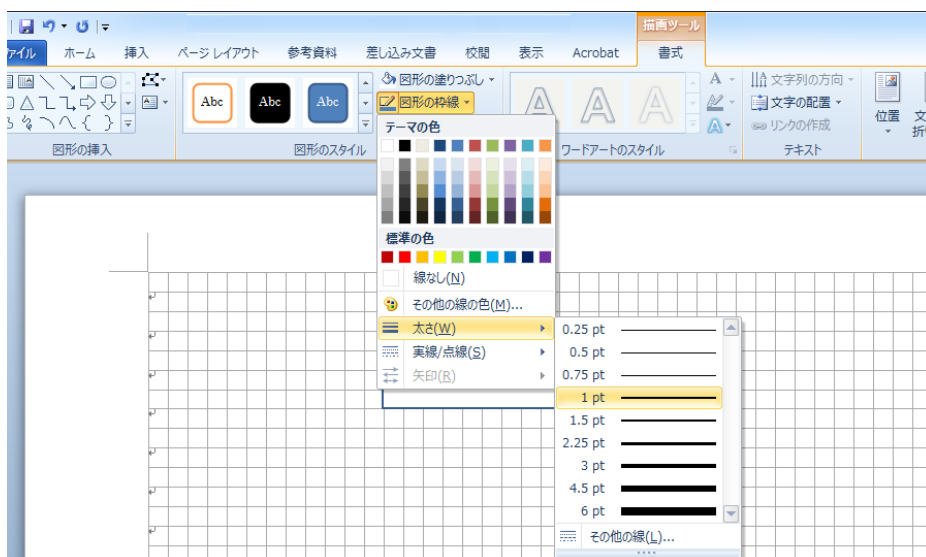 描画ツール
ファイル ホーム 挿入 ページ レイアウト 参考資料 差し込み文書 校閲 表示 Acrobat 書式
Abc Abc Abc
図形の塗りつぶし
図形の枠線
A A A
A
A
文字列の方向
文字の配置
リンクの作成
位置
図形の挿入 図形のスタイル ワードアートのスタイル テキスト
テーマの色
標準の色
線なし(N)
その他の線の色(M)...
太さ(W)
実線/点線(S)
矢印(R)
0.25 pt
0.5 pt
0.75 pt
1 pt
1.5 pt
2.25 pt
3 pt
4.5 pt
6 pt
その他の線(L)...